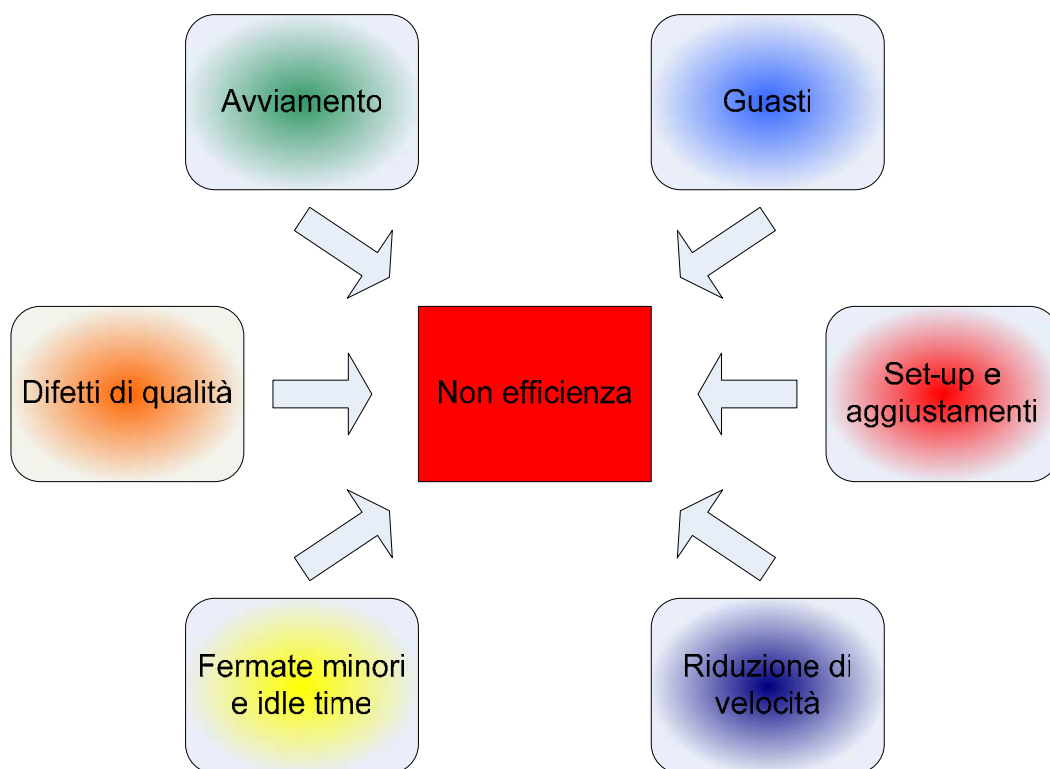 Avviamento
Guasti
Difetti di qualità
Non efficienza
Set-up e
aggiustamenti
Fermate minori
e idle time
Riduzione di
velocità